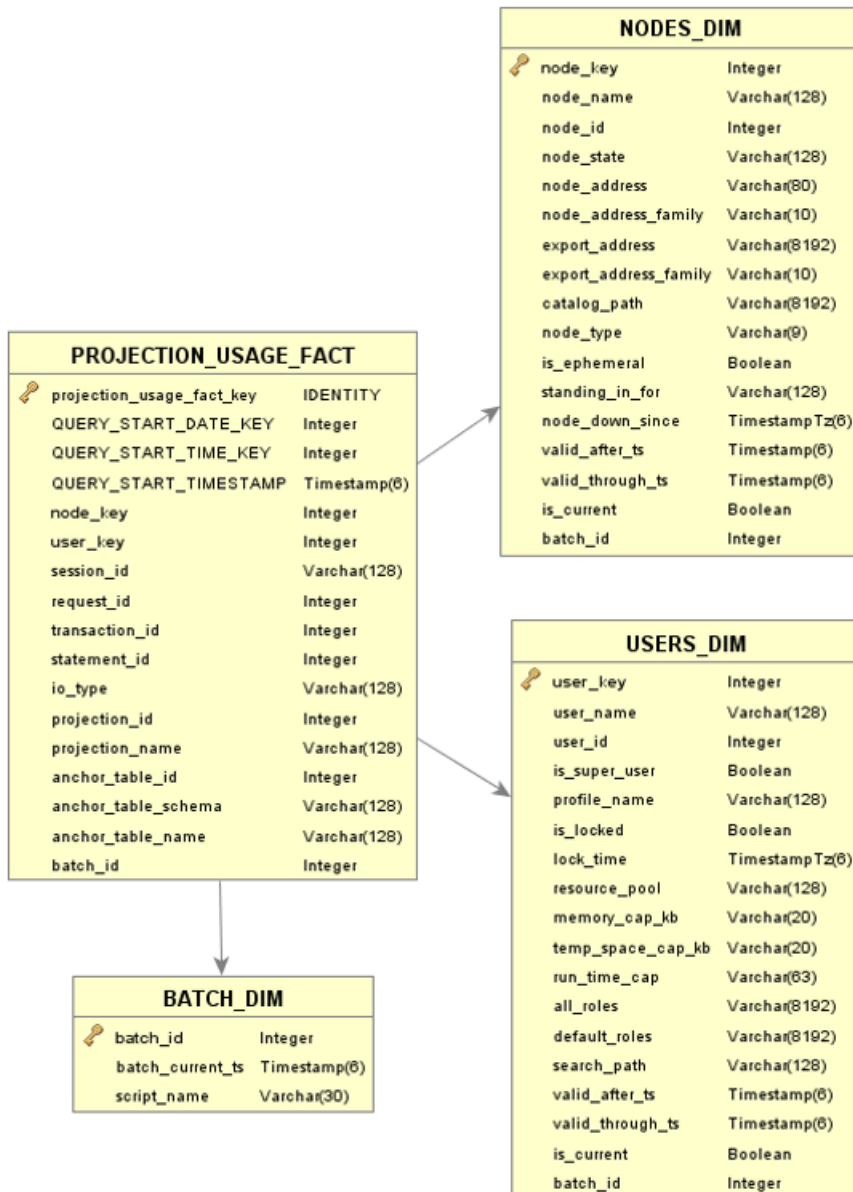 NODES_DIM
node_key Integer
node_name Varchar(128)
node_id Integer
node_state Varchar(128)
node_address Varchar(80)
node_address_family Varchar(10)
export_address Varchar(8192)
export_address_family Varchar(10)
catalog_path Varchar(8192)
node_type Varchar(9)
is_ephemeral Boolean
standing_in_for Varchar(128)
node_down_since TimestampTz(6)
valid_after_ts Timestamp(6)
valid_through_ts Timestamp(6)
is_current Boolean
batch_id Integer
PROJECTION_USAGE_FACT
projection_usage_fact_key IDENTITY
QUERY_START_DATE_KEY Integer
QUERY_START_TIME_KEY Integer
QUERY_START_TIMESTAMP Timestamp(6)
node_key Integer
user_key Integer
session_id Varchar(128)
request_id Integer
transaction_id Integer
statement_id Integer
io_type Varchar(128)
projection_id Integer
projection_name Varchar(128)
anchor_table_id Integer
anchor_table_schema Varchar(128)
anchor_table_name Varchar(128)
batch_id Integer
USERS_DIM
user_key Integer
user_name Varchar(128)
user_id Integer
is_super_user Boolean
profile_name Varchar(128)
is_locked Boolean
lock_time TimestampTz(6)
resource_pool Varchar(128)
memory_cap_kb Varchar(20)
temp_space_cap_kb Varchar(20)
run_time_cap Varchar(63)
all_roles Varchar(8192)
default_roles Varchar(8192)
search_path Varchar(128)
valid_after_ts Timestamp(6)
valid_through_ts Timestamp(6)
is_current Boolean
batch_id Integer
BATCH_DIM
batch_id Integer
batch_current_ts Timestamp(6)
script_name Varchar(30)